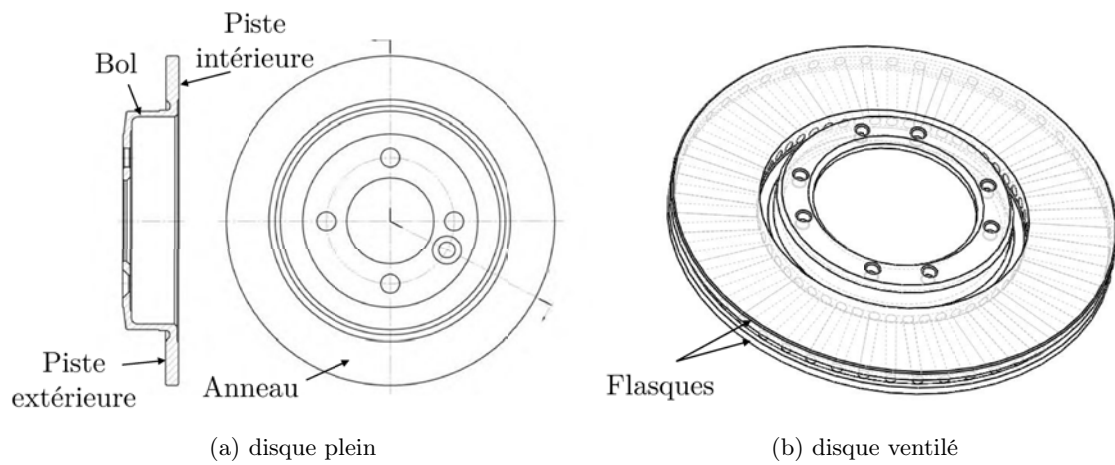 Piste
intérieure
Bol
Piste
extérieure
Anneau
Flasques
(a) disque plein
(b) disque ventilé